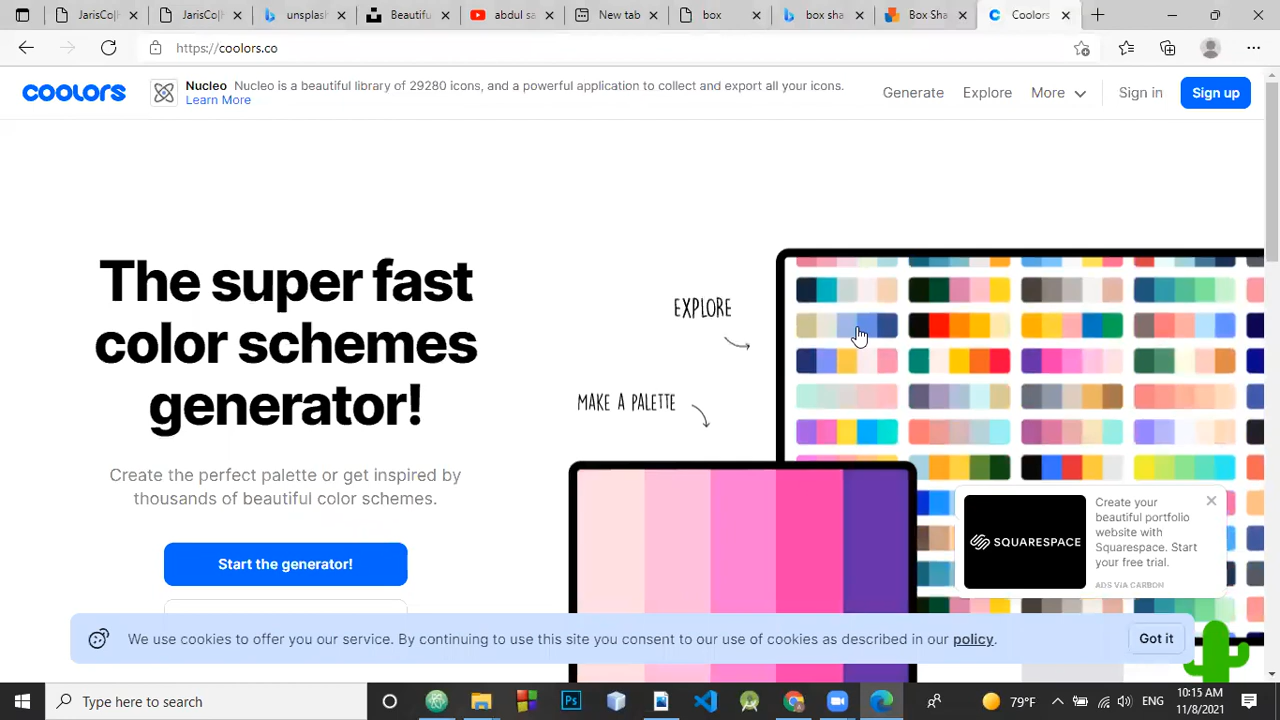 JarisCo|
JarisCo|
unsplash
Beautifu
abdul sa
New tab
box
box sha
Box Sha
Coolors
https://coolors.co
coolors
Nucleo Nucleo is a beautiful library of 29280 icons, and a powerful application to collect and export all your icons.
Learn More
Generate
Explore
More
Sign in
Sign up
The super fast
color schemes
generator!
EXPLORE
MAKE A PALETTE
Create the perfect palette or get inspired by
thousands of beautiful color schemes.
Start the generator!
SQUARESPACE
Create your
beautiful portfolio
website with
Squarespace. Start
your free trial.
ADS VIA CARBON
We use cookies to offer you our service. By continuing to use this site you consent to our use of cookies as described in our policy.
Got it
Type here to search
Ps
79°F
ENG
10:15 AM
11/8/2021